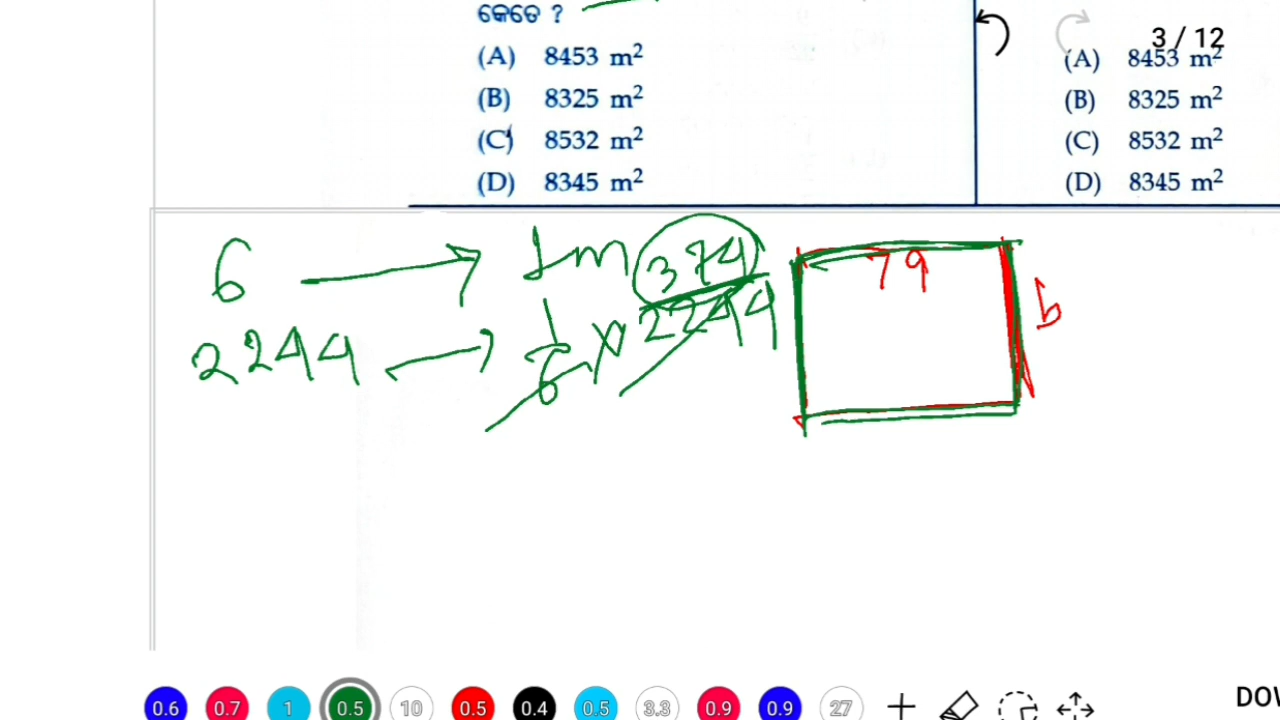 କେତେ ?
(A) 8453 m²
(B) 8325 m²
(C) 8532 m²
(D) 8345 m²
3 / 12
(A) 8453 m²
(B) 8325 m²
(C) 8532 m²
(D) 8345 m²
6 → 1m
374
2244 → 1/6 × 2244
79
b
0.6 0.7 1 0.5 10 0.5 0.4 0.5 3.3 0.9 0.9 27
DOV